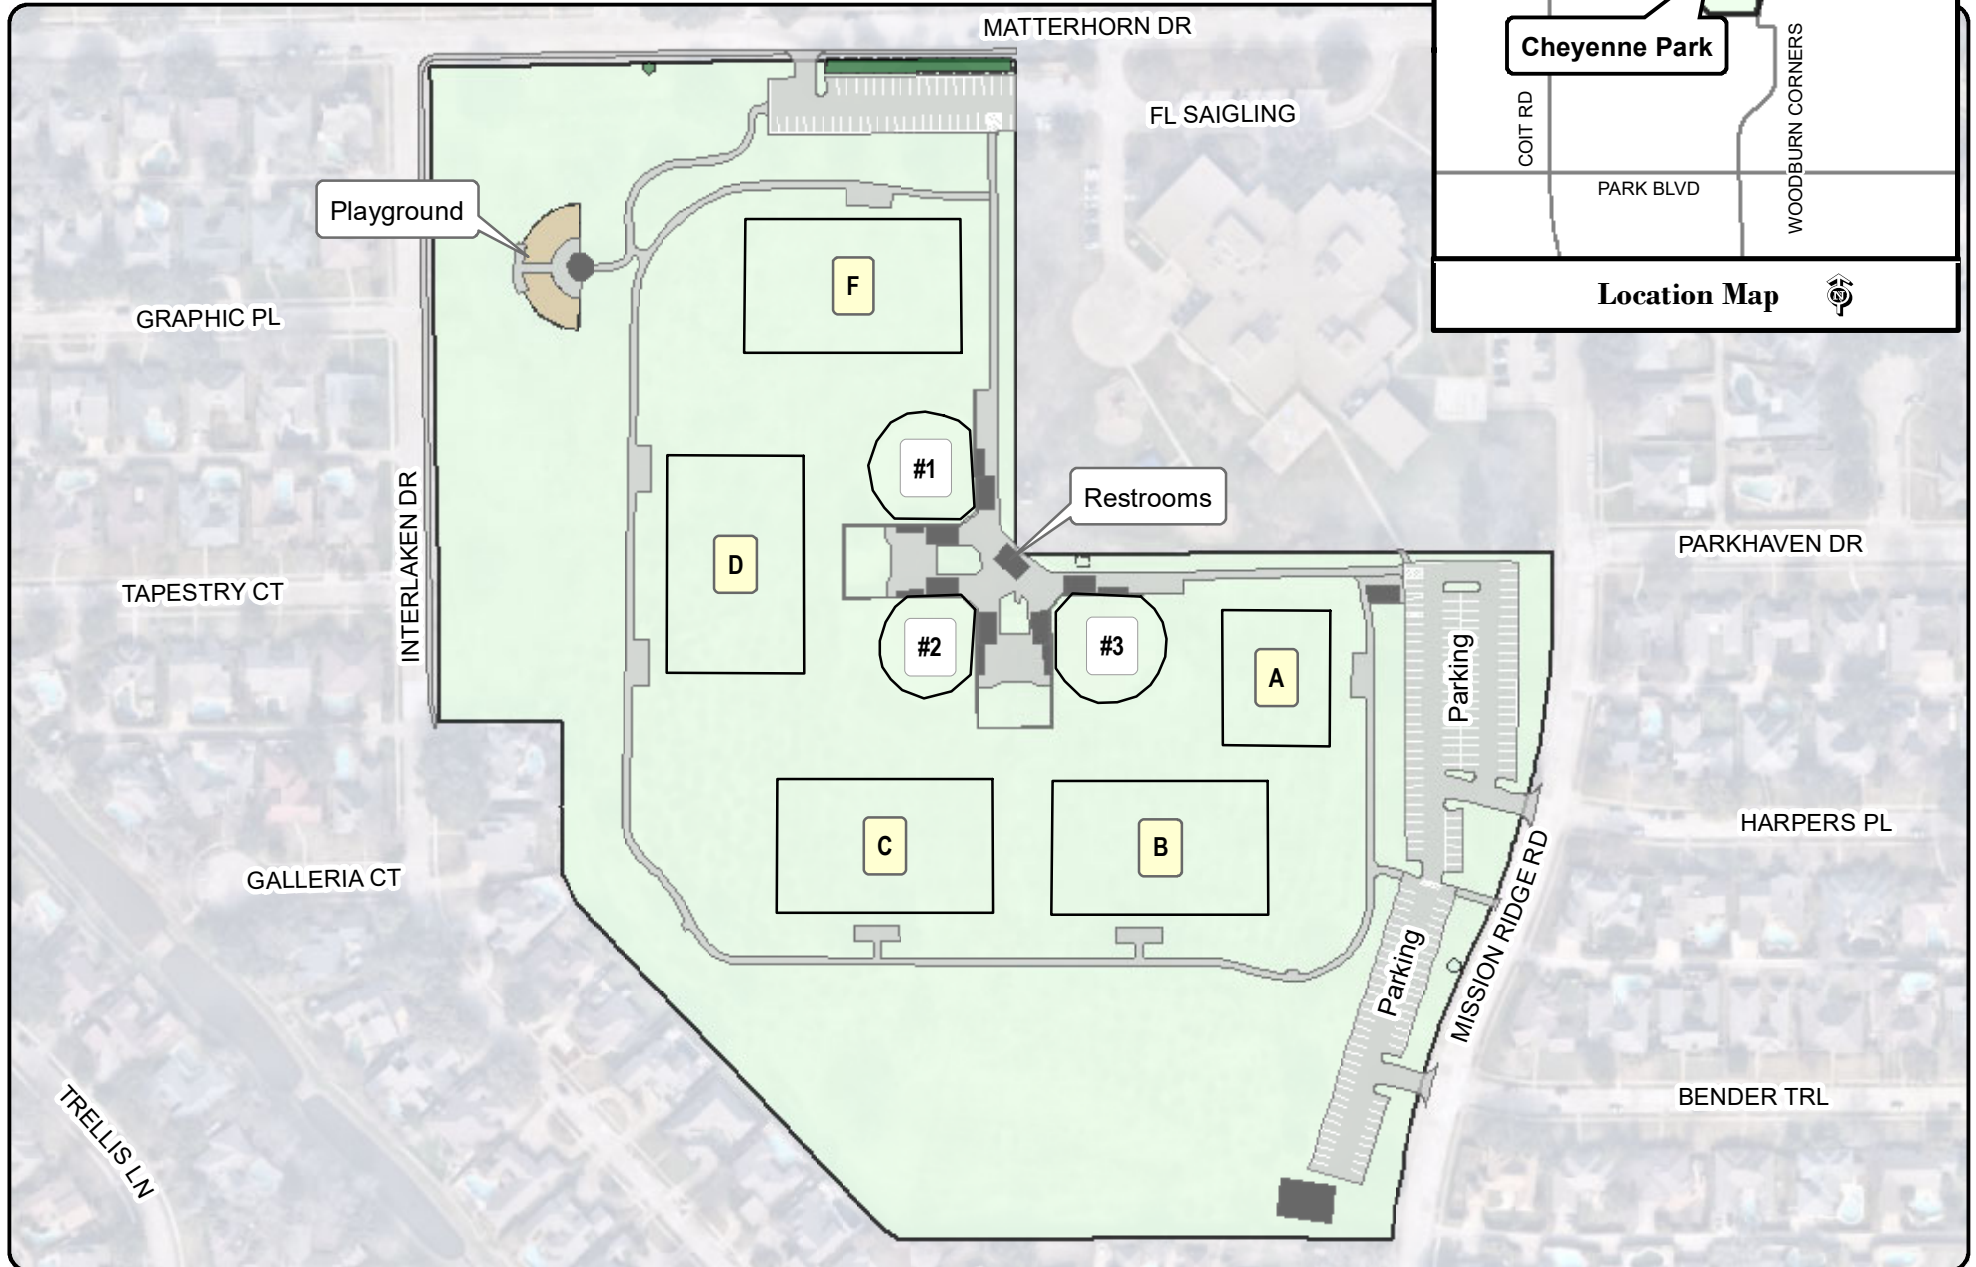 MATTERHORN DR
Cheyenne Park
COIT RD
WOODBURN CORNERS
PARK BLVD
Location Map
N
FL SAIGLING
Playground
F
GRAPHIC PL
#1
INTERLAKEN DR
Restrooms
D
PARKHAVEN DR
TAPESTRY CT
#2
#3
A
Parking
C
B
HARPERS PL
GALLERIA CT
MISSION RIDGE RD
Parking
BENDER TRL
TRELLIS LN